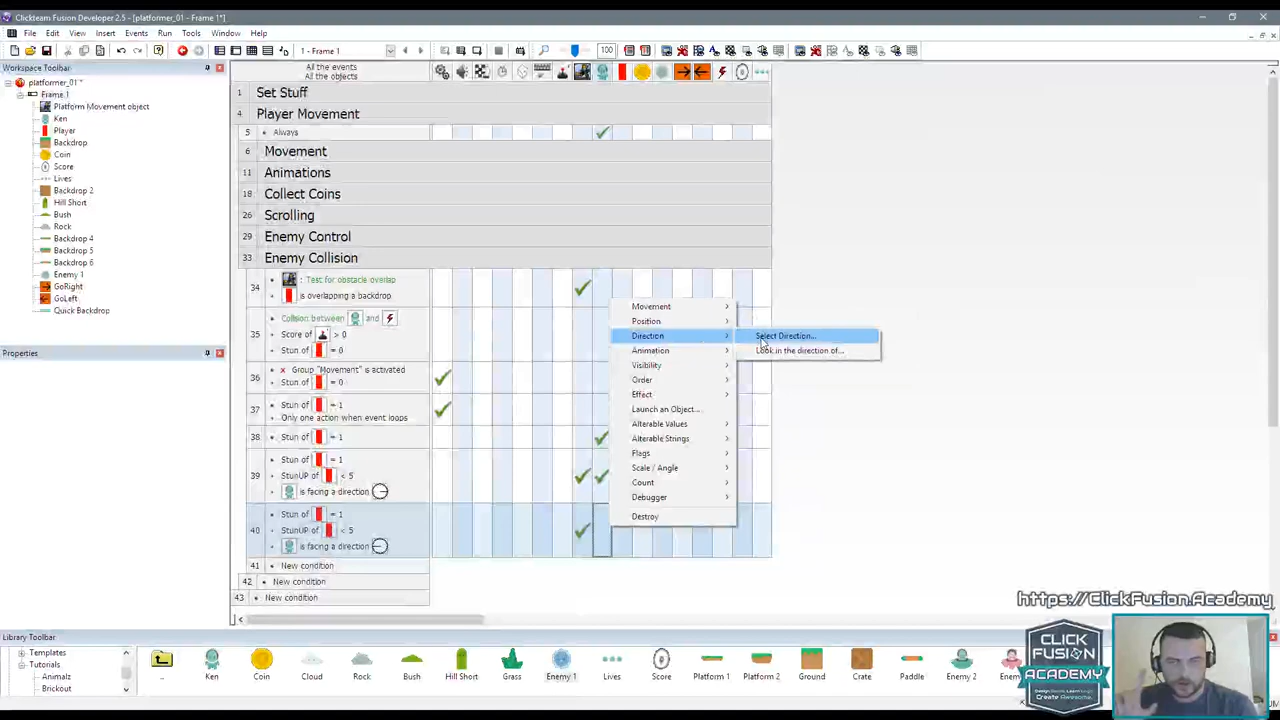 Clickteam Fusion Developer 2.5 - [platformer_01 - Frame 1*]
File Edit View Insert Events Run Tools Window Help
1 - Frame 1
100
Workspace Toolbar
platformer_01 *
Frame 1
Platform Movement object
Ken
Player
Backdrop
Coin
Score
Lives
Backdrop 2
Hill Short
Bush
Rock
Backdrop 4
Backdrop 5
Backdrop 6
Enemy 1
GoRight
GoLeft
Quick Backdrop
Properties
All the events
All the objects
1 Set Stuff
4 Player Movement
5 Always
6 Movement
11 Animations
18 Collect Coins
26 Scrolling
29 Enemy Control
33 Enemy Collision
34 : Test for obstacle overlap
is overlapping a backdrop
35 Collision between and
Score of > 0
Stun of = 0
36 X Group "Movement" is activated
Stun of = 0
37 Stun of = 1
Only one action when event loops
38 Stun of = 1
39 Stun of = 1
StunUP of < 5
is facing a direction
40 Stun of = 1
StunUP of < 5
is facing a direction
41 New condition
42 New condition
43 New condition
Movement
Position
Direction
Animation
Visibility
Order
Effect
Launch an Object...
Alterable Values
Alterable Strings
Flags
Scale / Angle
Count
Debugger
Destroy
Select Direction...
Look in the direction of...
https://ClickFusion.Academy
Library Toolbar
Templates
Tutorials
Animalz
Brickout
.. Ken Coin Cloud Rock Bush Hill Short Grass Enemy 1 Lives Score Platform 1 Platform 2 Ground Crate Paddle Enemy 2
CLICK
FUSION
ACADEMY